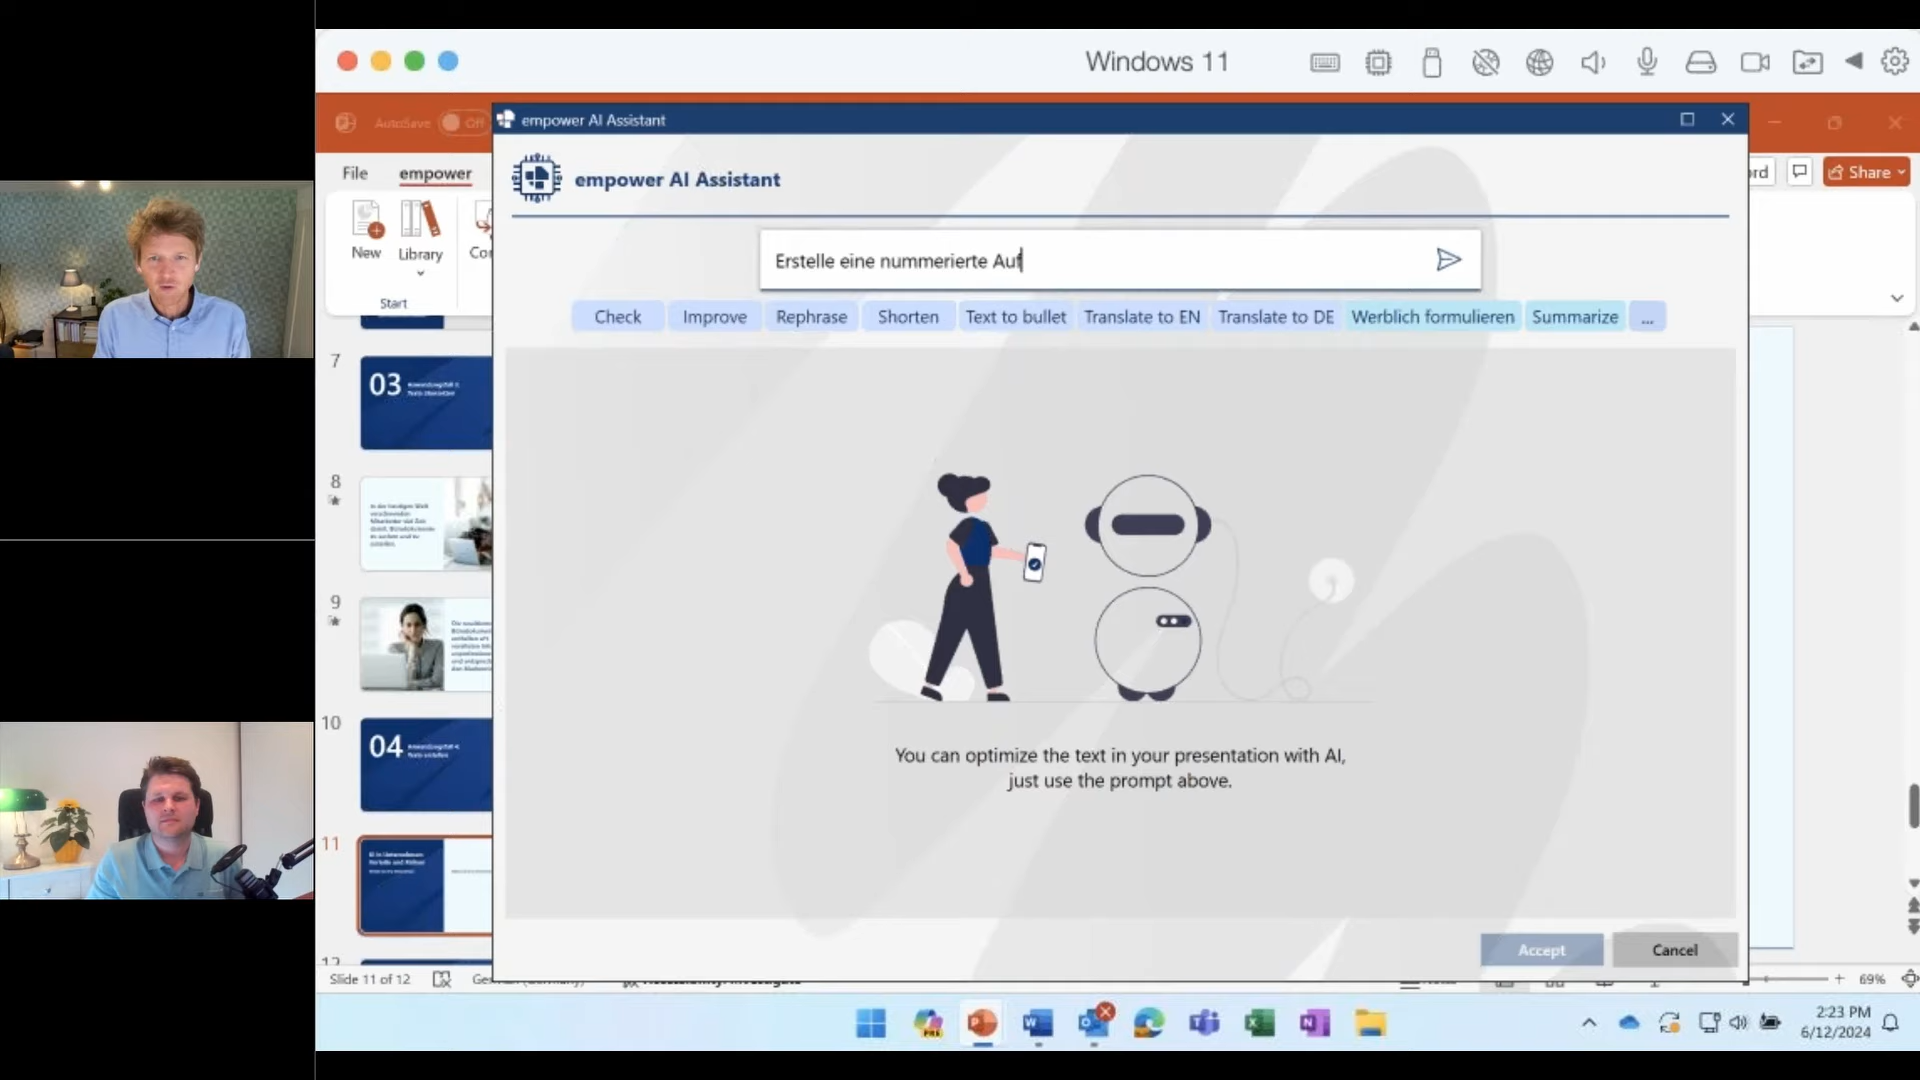 Windows 11
AutoSave Off
empower AI Assistant
File
empower
Share
empower AI Assistant
New
Library
Start
Erstelle eine nummerierte Auf
Check
Improve
Rephrase
Shorten
Text to bullet
Translate to EN
Translate to DE
Werblich formulieren
Summarize
...
7
03
8
9
10
04
11
You can optimize the text in your presentation with AI,
just use the prompt above.
Accept
Cancel
Slide 11 of 12
69%
2:23 PM
6/12/2024